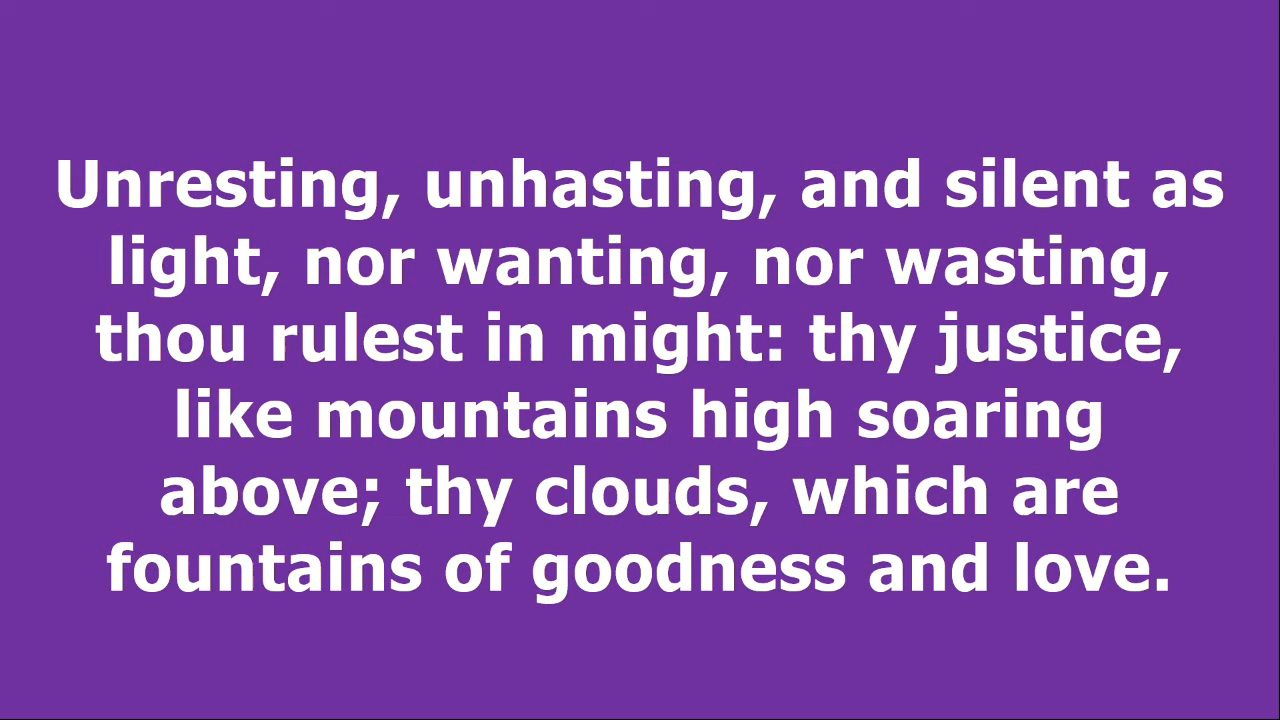 Unresting, unhasting, and silent as
light, nor wanting, nor wasting,
thou rulest in might: thy justice,
like mountains high soaring
above; thy clouds, which are
fountains of goodness and love.